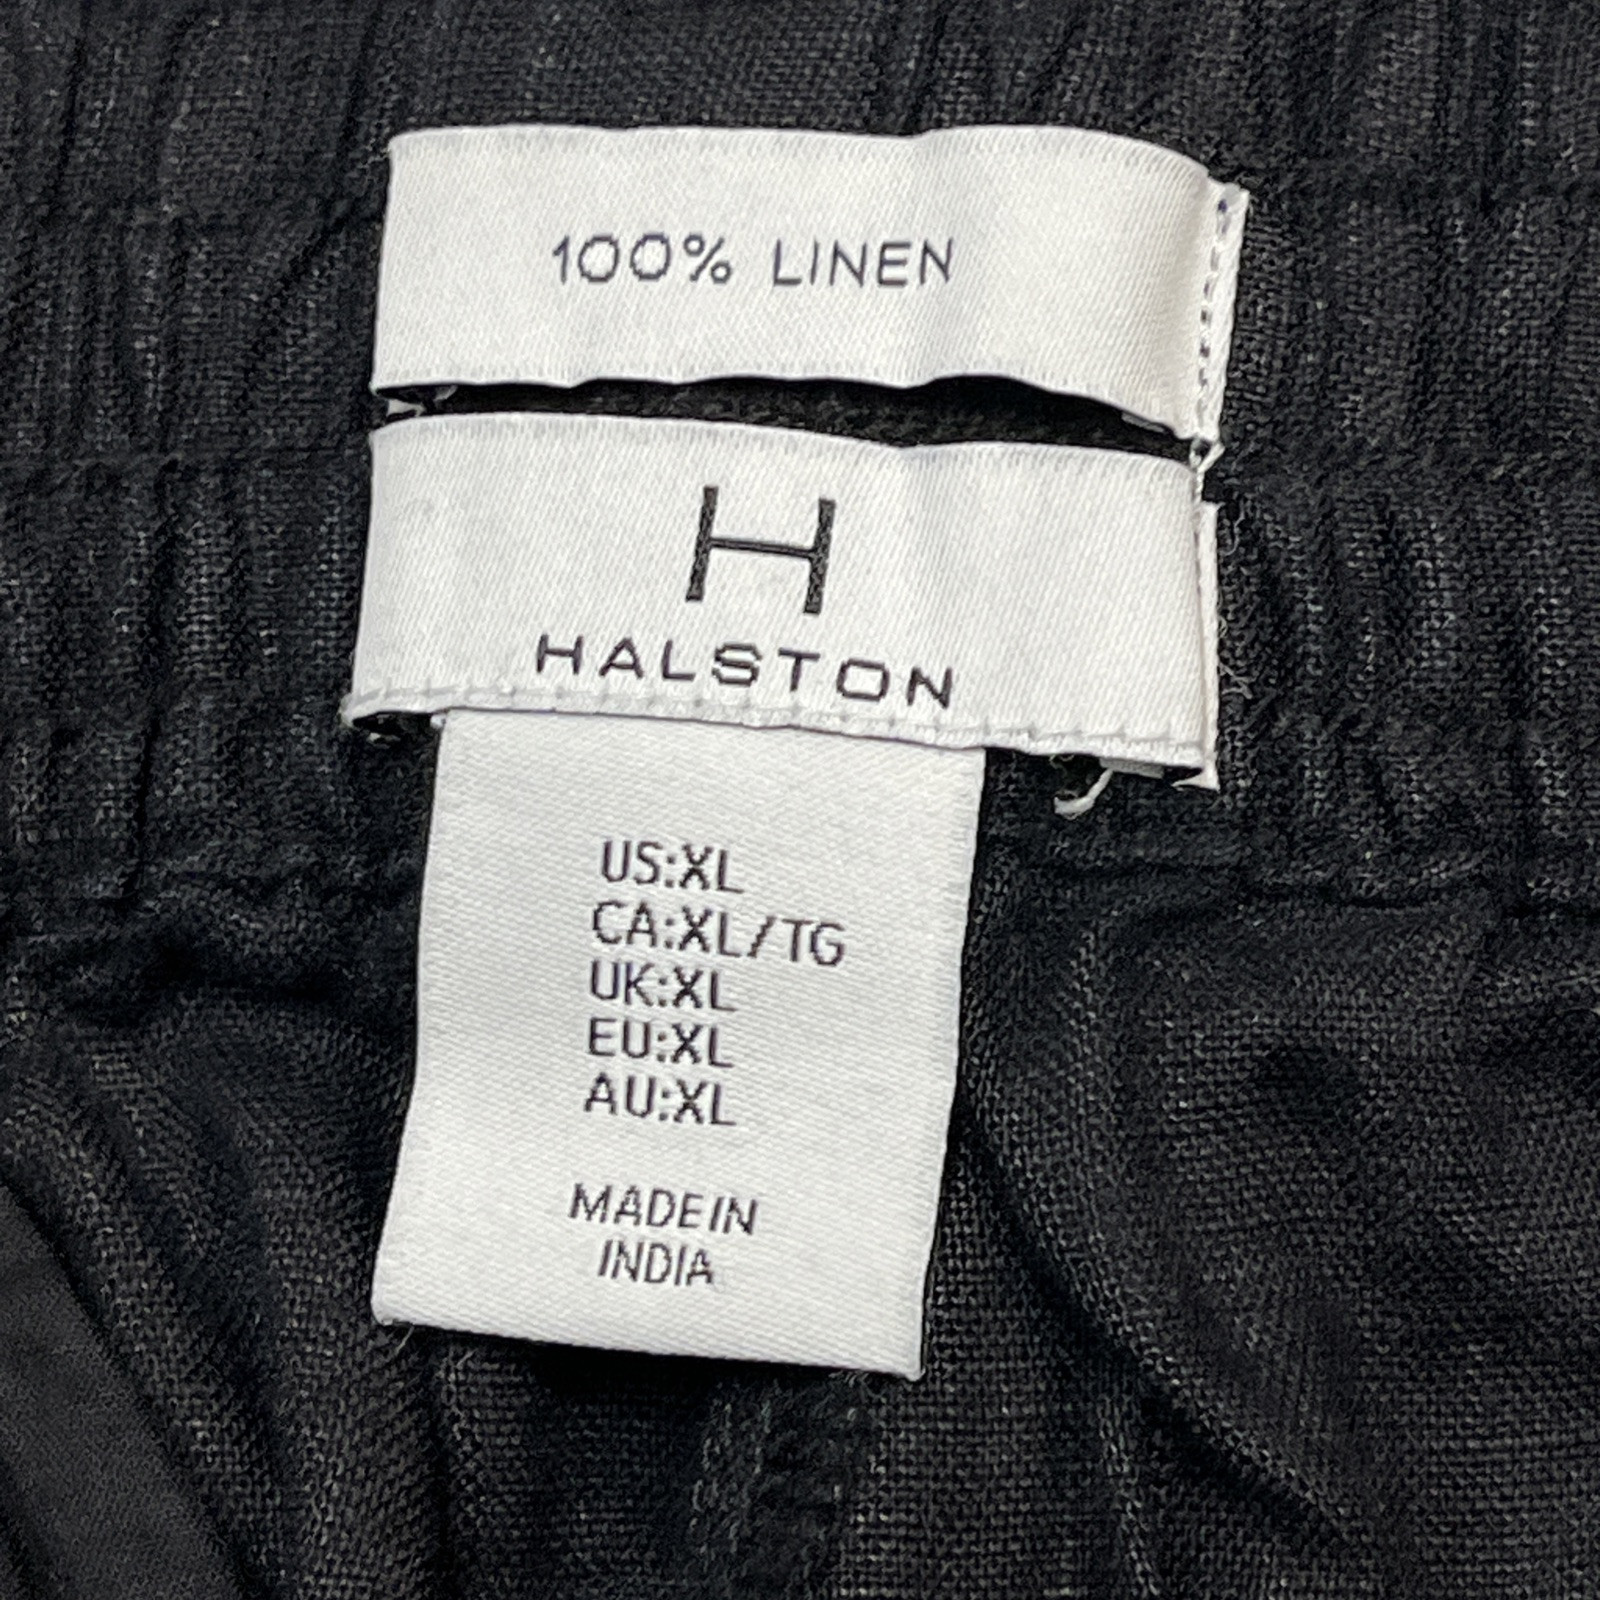 100% LINEN
H
HALSTON
US:XL
CA:XL/TG
UK:XL
EU:XL
AU:XL
MADE IN
INDIA